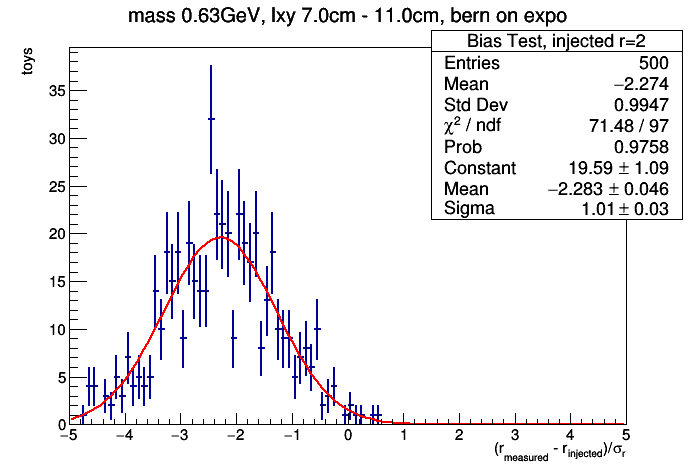 mass 0.63GeV, lxy 7.0cm - 11.0cm, bern on expo
toys
Bias Test, injected r=2
Entries 500
Mean −2.274
Std Dev 0.9947
χ² / ndf 71.48 / 97
Prob 0.9758
Constant 19.59 ± 1.09
Mean −2.283 ± 0.046
Sigma 1.01 ± 0.03
35
30
25
20
15
10
5
0
−5 −4 −3 −2 −1 0 1 2 3 4 5
(r_measured - r_injected)/σ_r